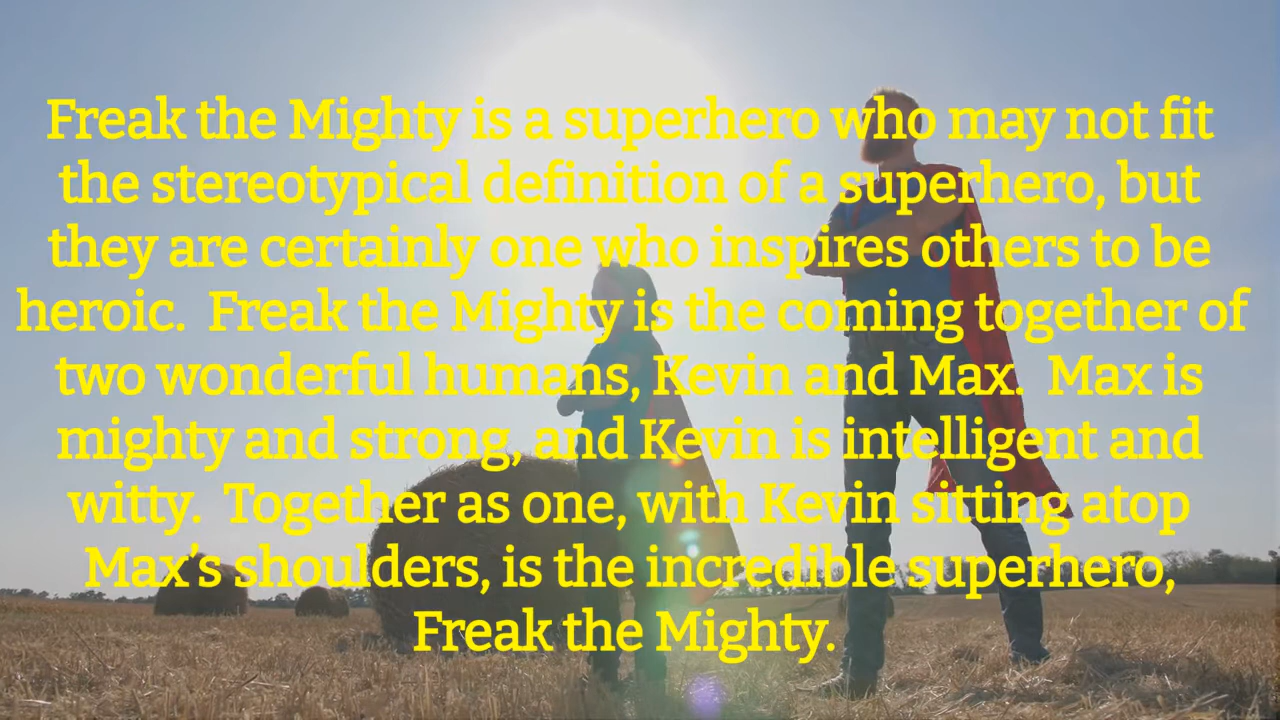 Freak the Mighty is a superhero who may not fit
the stereotypical definition of a superhero, but
they are certainly one who inspires others to be
heroic.  Freak the Mighty is the coming together of
two wonderful humans, Kevin and Max.  Max is
mighty and strong, and Kevin is intelligent and
witty.  Together as one, with Kevin sitting atop
Max’s shoulders, is the incredible superhero,
Freak the Mighty.